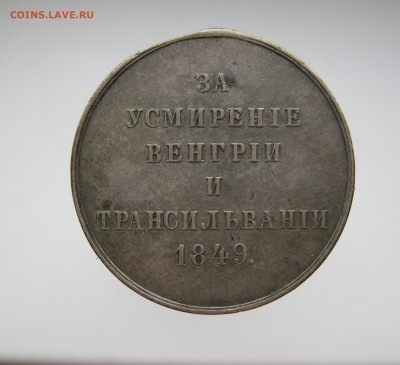 COINS.LAVE.RU
ЗА
УСМИРЕНІЕ
ВЕНГРІИ
И
ТРАНСИЛЬВАНІИ
1849.